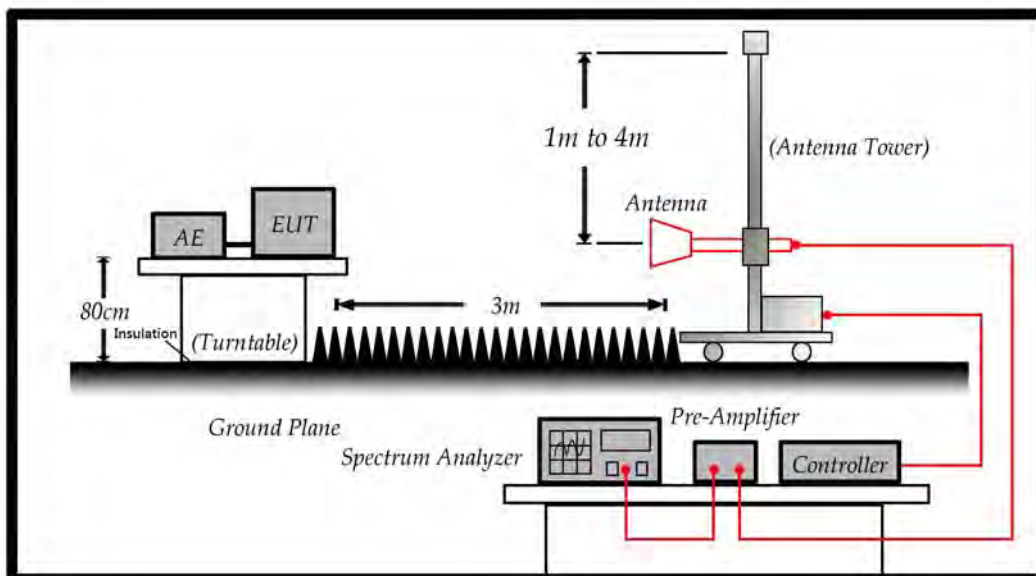 1m to 4m
(Antenna Tower)
Antenna
EUT
AE
80cm
3m
Insulation
(Turntable)
Ground Plane
Pre-Amplifier
Spectrum Analyzer
Controller